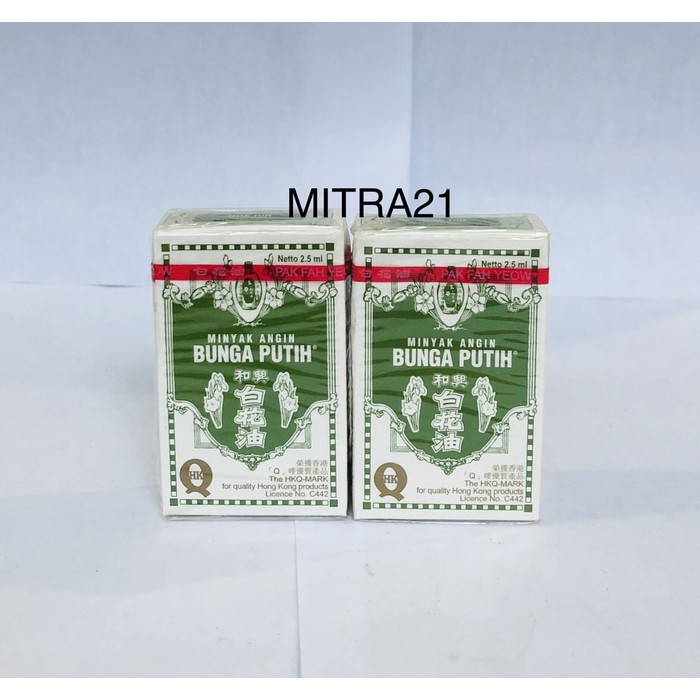 MITRA21
Netto 2.5 ml
白花油 PAK FAH YEOW
MINYAK ANGIN
BUNGA PUTIH®
和興
白花油
榮獲香港
「Q」嘜優質產品
The HKQ-MARK
for quality Hong Kong products
Licence No. C442
HK
Q
Netto 2.5 ml
白花油 PAK FAH YEOW
MINYAK ANGIN
BUNGA PUTIH®
和興
白花油
榮獲香港
「Q」嘜優質產品
The HKQ-MARK
for quality Hong Kong products
Licence No. C442
HK
Q